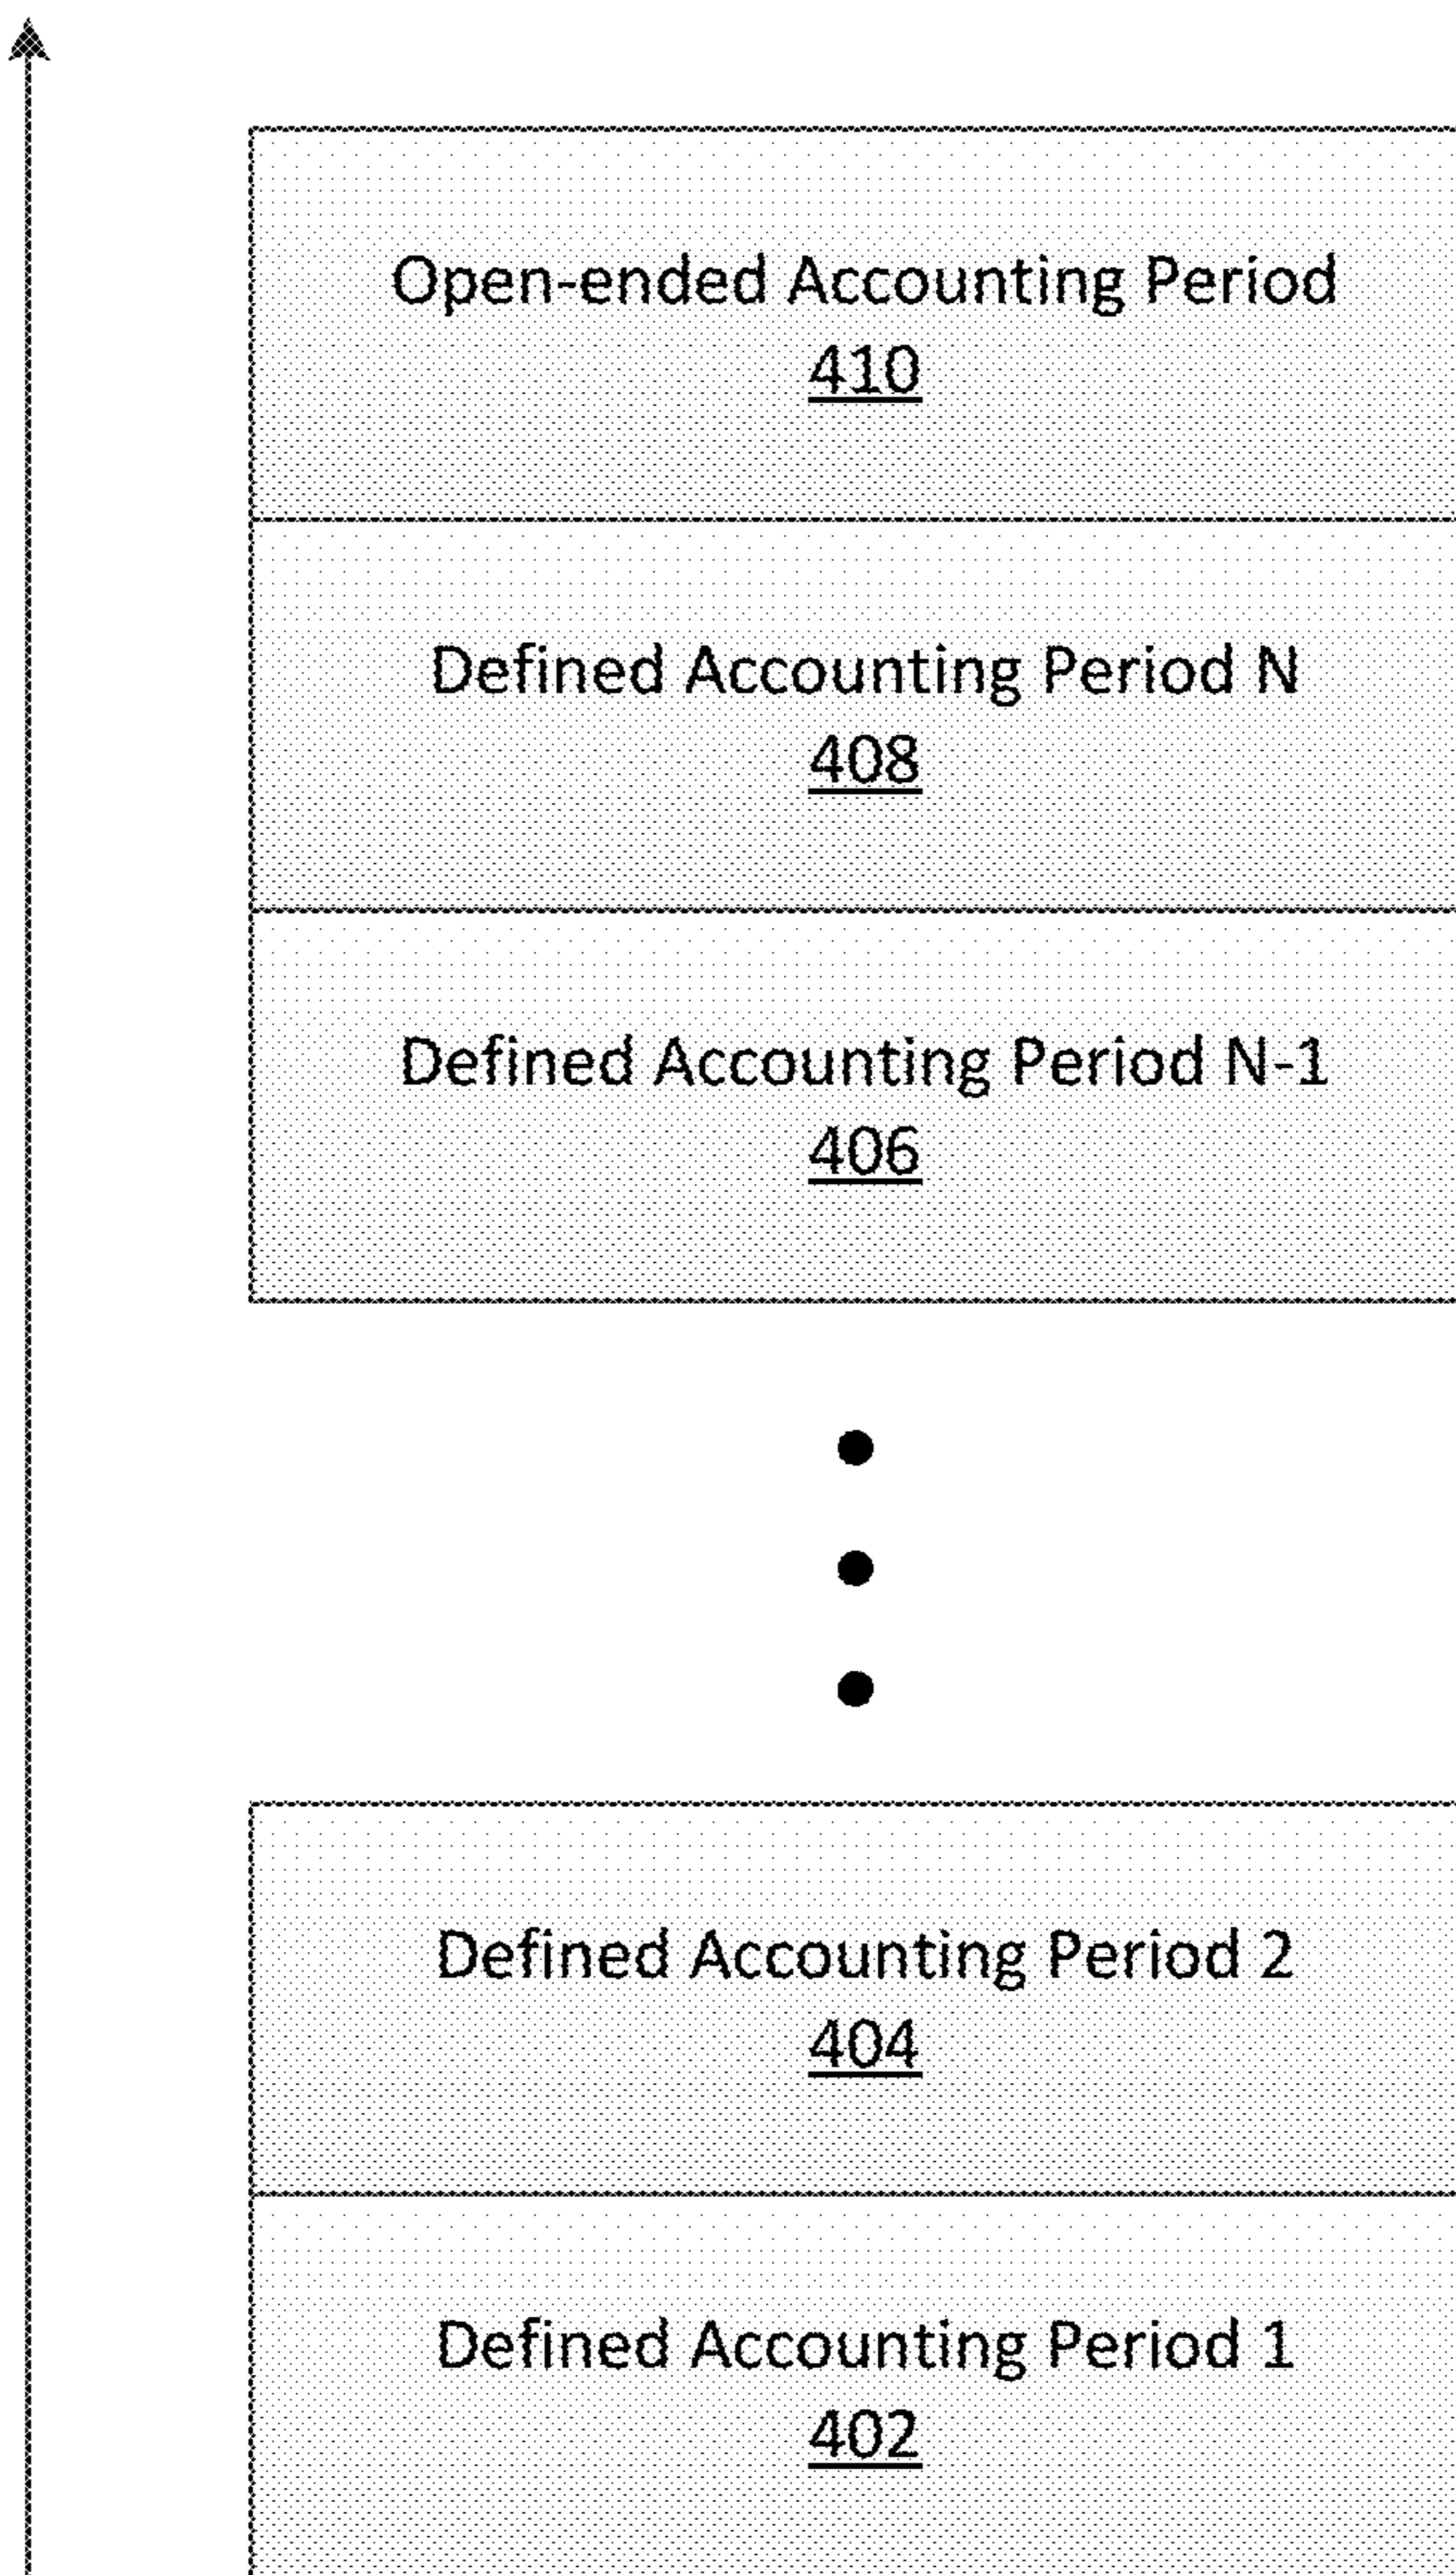 Open-ended Accounting Period
410
Defined Accounting Period N
408
Defined Accounting Period N-1
406
Defined Accounting Period 2
404
Defined Accounting Period 1
402